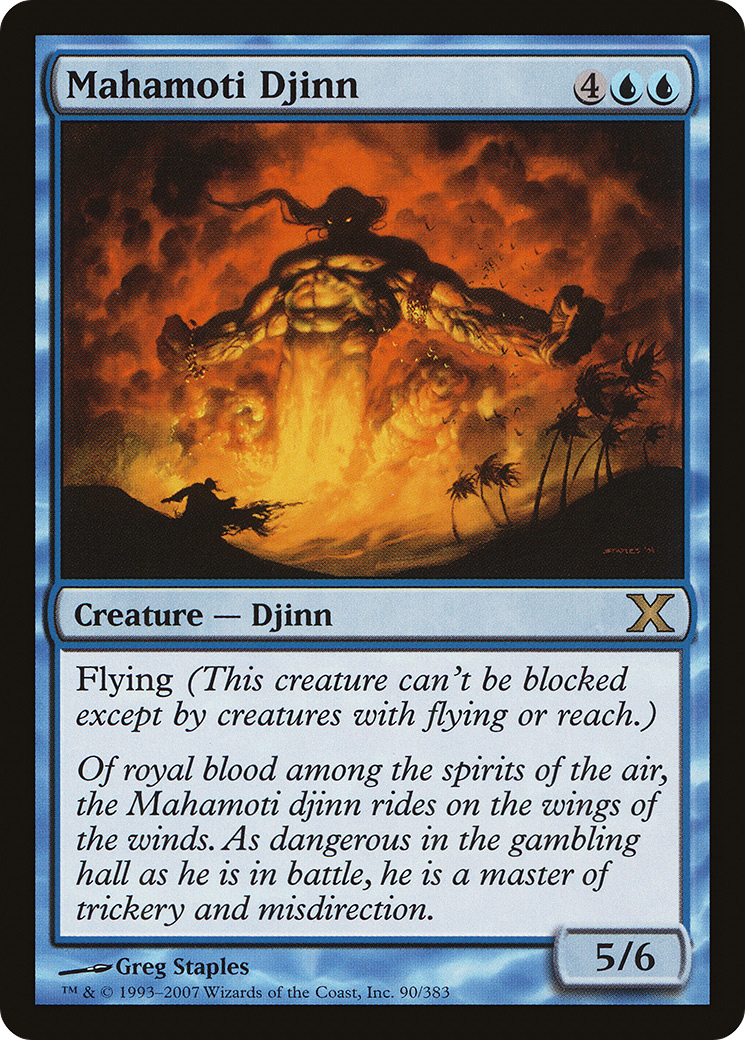 Mahamoti Djinn 4
Creature — Djinn X
Flying (This creature can't be blocked
except by creatures with flying or reach.)
Of royal blood among the spirits of the air,
the Mahamoti djinn rides on the wings of
the winds. As dangerous in the gambling
hall as he is in battle, he is a master of
trickery and misdirection.
5/6
Greg Staples
™ & © 1993–2007 Wizards of the Coast, Inc. 90/383